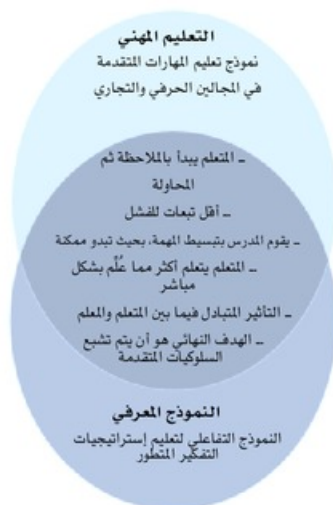 التعليم المهني
نموذج تعليم المهارات المتقدمة
في المجالين الحرفي والتجاري
ـ المتعلم يبدأ بالملاحظة ثم
المحاولة
ـ أقل تبعات للفشل
ـ يقوم المدرس بتبسيط المهمة، بحيث تبدو ممكنة
ـ المتعلم يتعلم أكثر مما عُلِّم بشكل
مباشر
ـ التأثير المتبادل فيما بين المتعلم والمعلم
ـ الهدف النهائي هو أن يتم تشبع
السلوكيات المتقدمة
النموذج المعرفي
النموذج التفاعلي لتعليم إستراتيجيات
التفكير المتطور